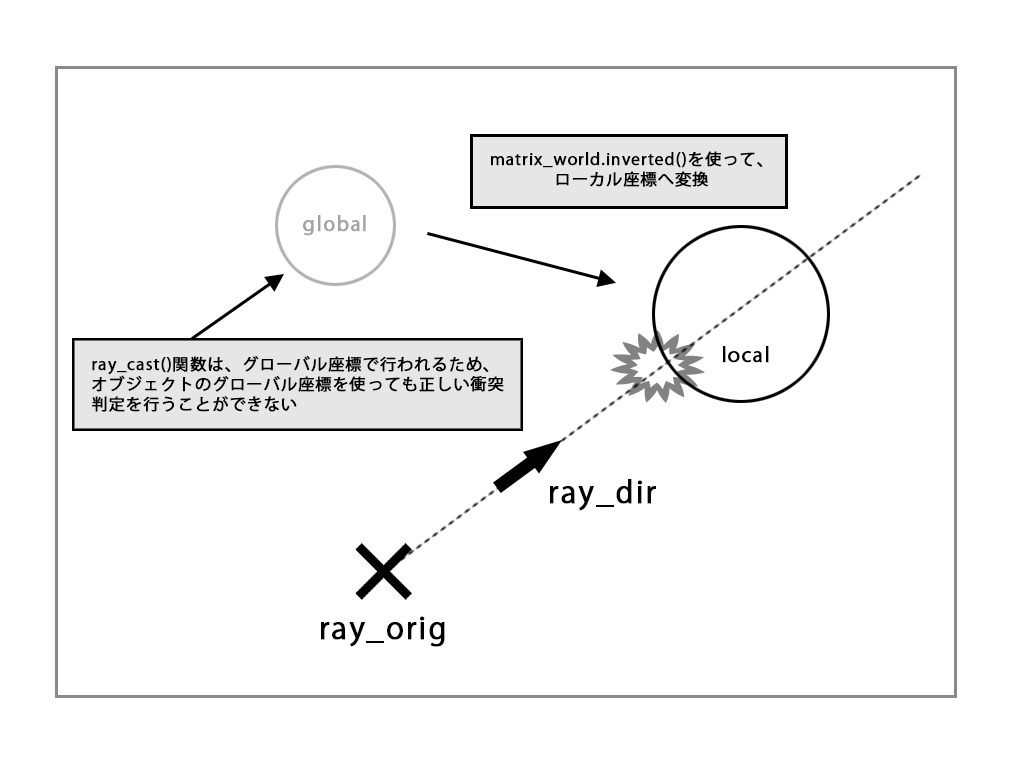 matrix_world.inverted()を使って、
ローカル座標へ変換
global
local
ray_cast()関数は、グローバル座標で行われるため、
オブジェクトのグローバル座標を使っても正しい衝突
判定を行うことができない
ray_dir
ray_orig